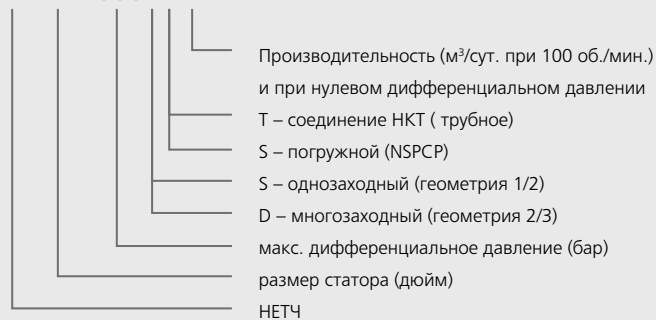 Производительность (м³/сут. при 100 об./мин.)
и при нулевом дифференциальном давлении
T – соединение НКТ ( трубное)
S – погружной (NSPCP)
S – однозаходный (геометрия 1/2)
D – многозаходный (геометрия 2/3)
макс. дифференциальное давление (бар)
размер статора (дюйм)
НЕТЧ